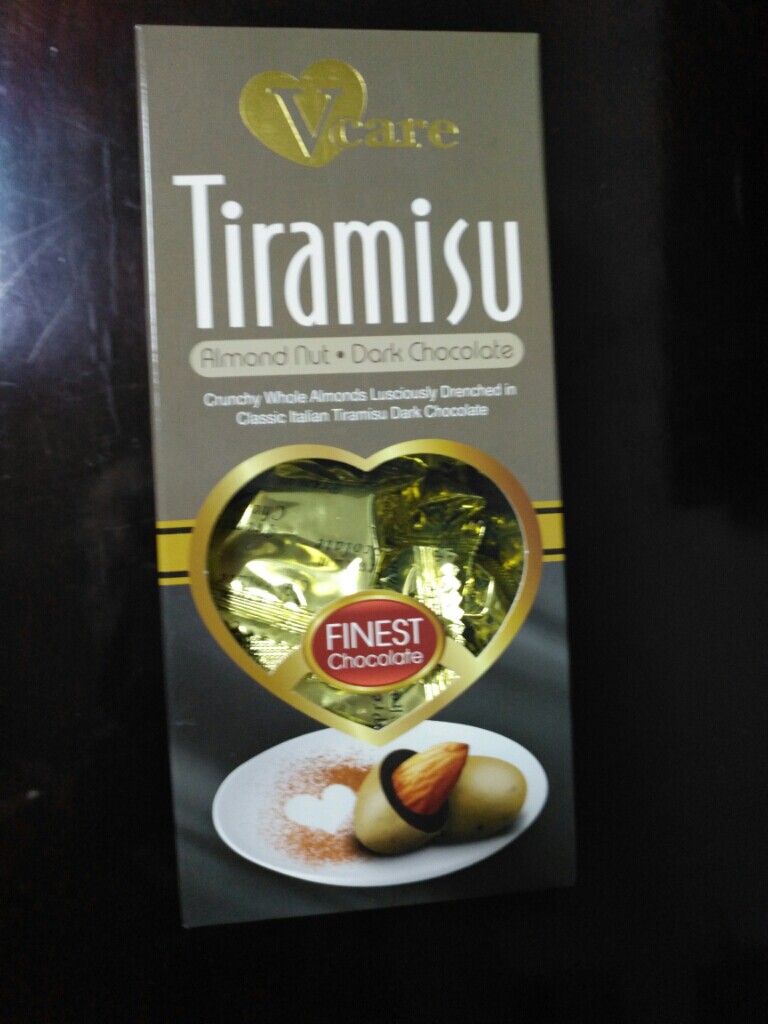 Vcare
Tiramisu
Almond Nut • Dark Chocolate
Crunchy Whole Almonds Lusciously Drenched in
Classic Italian Tiramisu Dark Chocolate
FINEST
Chocolate